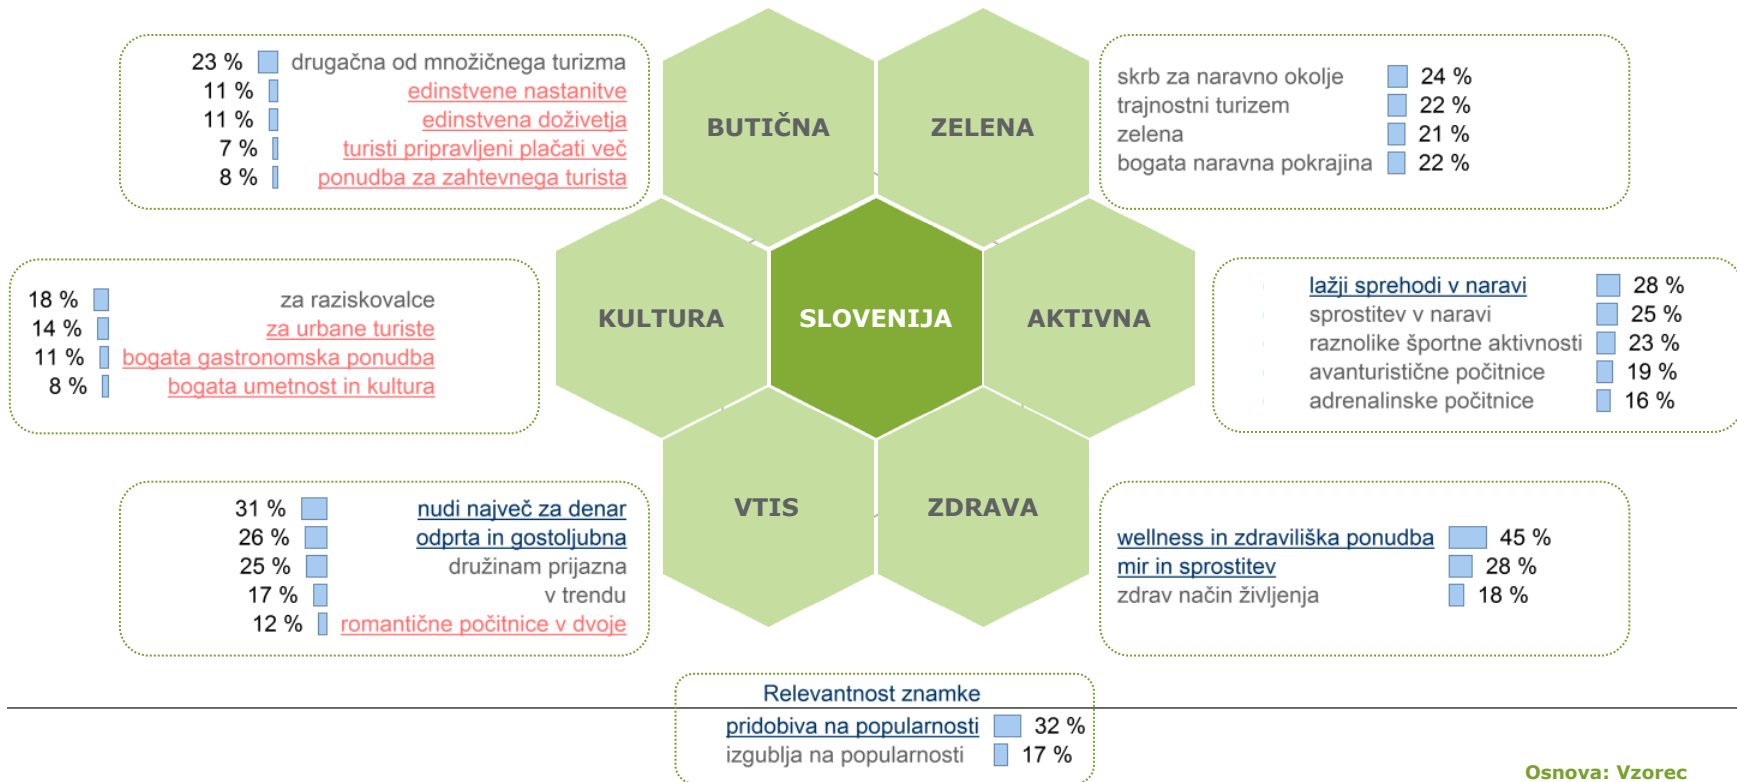 23 % drugačna od množičnega turizma
11 % edinstvene nastanitve
11 % edinstvena doživetja
7 % turisti pripravljeni plačati več
8 % ponudba za zahtevnega turista
BUTIČNA
ZELENA
skrb za naravno okolje 24 %
trajnostni turizem 22 %
zelena 21 %
bogata naravna pokrajina 22 %
18 % za raziskovalce
14 % za urbane turiste
11 % bogata gastronomska ponudba
8 % bogata umetnost in kultura
KULTURA
SLOVENIJA
AKTIVNA
lažji sprehodi v naravi 28 %
sprostitev v naravi 25 %
raznolike športne aktivnosti 23 %
avanturistične počitnice 19 %
adrenalinske počitnice 16 %
31 % nudi največ za denar
26 % odprta in gostoljubna
25 % družinam prijazna
17 % v trendu
12 % romantične počitnice v dvoje
VTIS
ZDRAVA
wellness in zdraviliška ponudba 45 %
mir in sprostitev 28 %
zdrav način življenja 18 %
Relevantnost znamke
pridobiva na popularnosti 32 %
izgublja na popularnosti 17 %
Osnova: Vzorec